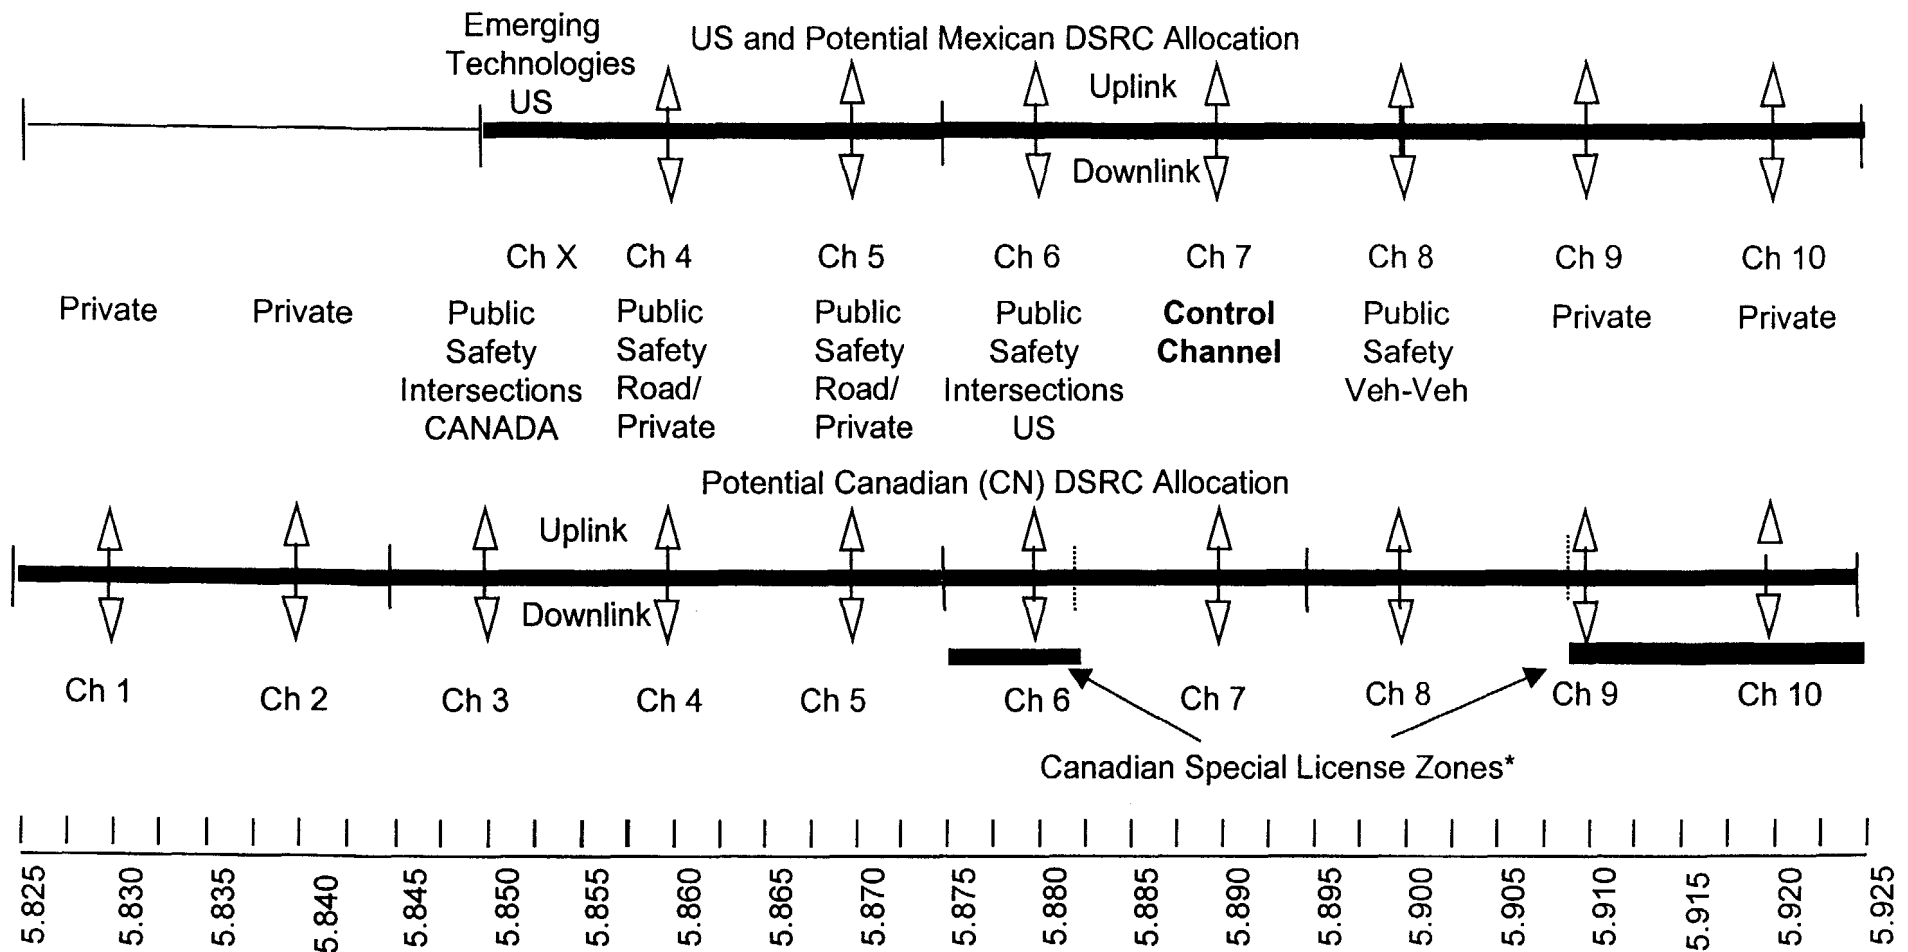 Emerging
Technologies
US
US and Potential Mexican DSRC Allocation
Uplink
Downlink
Ch X Ch 4 Ch 5 Ch 6 Ch 7 Ch 8 Ch 9 Ch 10
Private
Private
Public
Safety
Intersections
CANADA
Public
Safety
Road/
Private
Public
Safety
Road/
Private
Public
Safety
Intersections
US
Control
Channel
Public
Safety
Veh-Veh
Private
Private
Potential Canadian (CN) DSRC Allocation
Uplink
Downlink
Ch 1 Ch 2 Ch 3 Ch 4 Ch 5 Ch 6 Ch 7 Ch 8 Ch 9 Ch 10
Canadian Special License Zones*
5.825
5.830
5.835
5.840
5.845
5.850
5.855
5.860
5.865
5.870
5.875
5.880
5.885
5.890
5.895
5.900
5.905
5.910
5.915
5.920
5.925